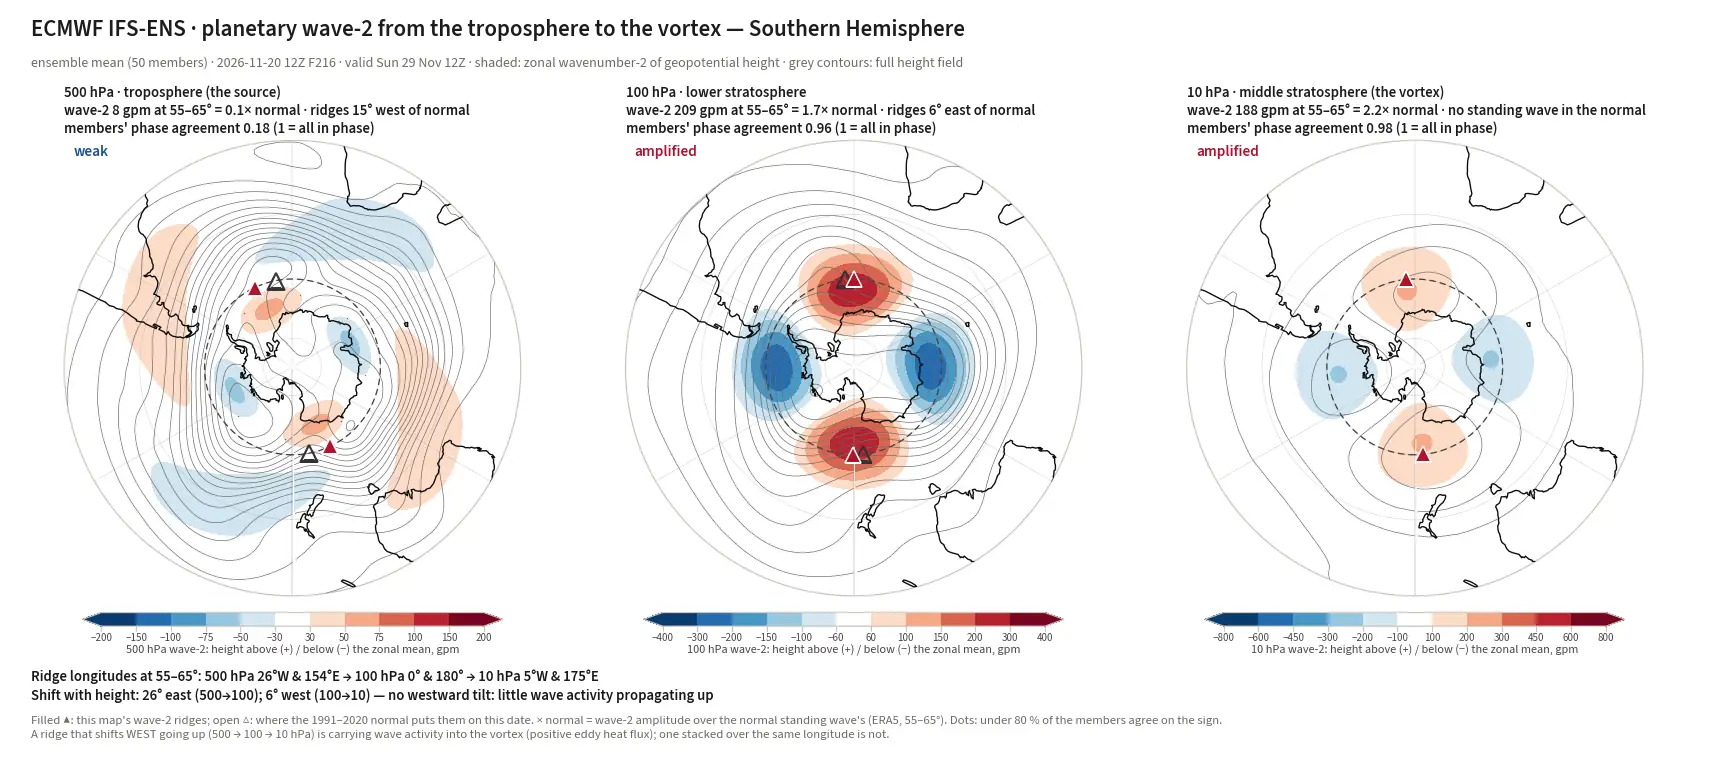 ECMWF IFS-ENS · planetary wave-2 from the troposphere to the vortex — Southern Hemisphere
ensemble mean (50 members) · 2026-11-20 12Z F216 · valid Sun 29 Nov 12Z · shaded: zonal wavenumber-2 of geopotential height · grey contours: full height field
500 hPa · troposphere (the source)
wave-2 8 gpm at 55–65° = 0.1× normal · ridges 15° west of normal
members' phase agreement 0.18 (1 = all in phase)
weak
100 hPa · lower stratosphere
wave-2 209 gpm at 55–65° = 1.7× normal · ridges 6° east of normal
members' phase agreement 0.96 (1 = all in phase)
amplified
10 hPa · middle stratosphere (the vortex)
wave-2 188 gpm at 55–65° = 2.2× normal · no standing wave in the normal
members' phase agreement 0.98 (1 = all in phase)
amplified
−200 −150 −100 −75 −50 −30 30 50 75 100 150 200
500 hPa wave-2: height above (+) / below (−) the zonal mean, gpm
−400 −300 −200 −150 −100 −60 60 100 150 200 300 400
100 hPa wave-2: height above (+) / below (−) the zonal mean, gpm
−800 −600 −450 −300 −200 −100 100 200 300 450 600 800
10 hPa wave-2: height above (+) / below (−) the zonal mean, gpm
Ridge longitudes at 55–65°: 500 hPa 26°W & 154°E → 100 hPa 0° & 180° → 10 hPa 5°W & 175°E
Shift with height: 26° east (500→100); 6° west (100→10) — no westward tilt: little wave activity propagating up
Filled ▲: this map's wave-2 ridges; open △: where the 1991–2020 normal puts them on this date. × normal = wave-2 amplitude over the normal standing wave's (ERA5, 55–65°). Dots: under 80 % of the members agree on the sign.
A ridge that shifts WEST going up (500 → 100 → 10 hPa) is carrying wave activity into the vortex (positive eddy heat flux); one stacked over the same longitude is not.